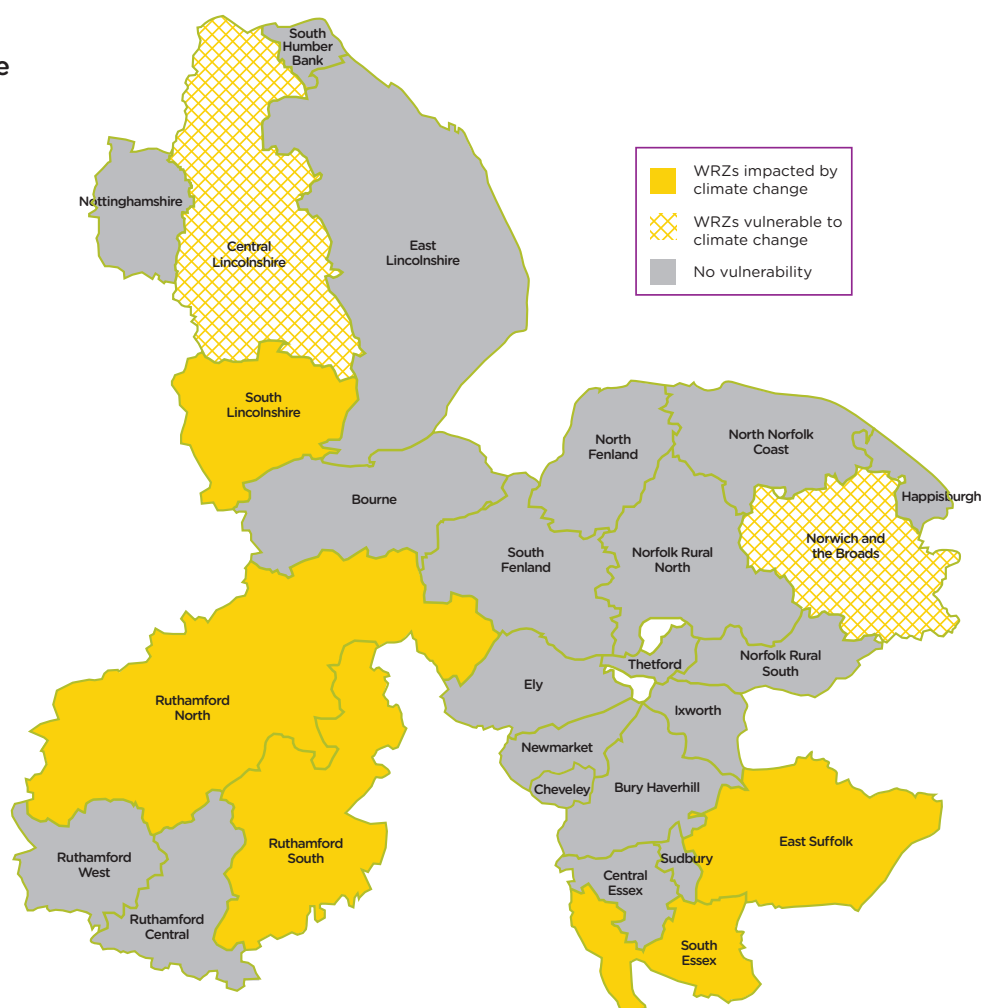 e
South
Humber
Bank
WRZs impacted by
climate change
WRZs vulnerable to
climate change
No vulnerability
Nottinghamshire
Central
Lincolnshire
East
Lincolnshire
South
Lincolnshire
North
Fenland
North Norfolk
Coast
Bourne
Happisburgh
South
Fenland
Norfolk Rural
North
Norwich and
the Broads
Thetford
Norfolk Rural
South
Ely
Ruthamford
North
Ixworth
Newmarket
Cheveley
Bury Haverhill
Ruthamford
West
Ruthamford
South
East Suffolk
Sudbury
Central
Essex
Ruthamford
Central
South
Essex